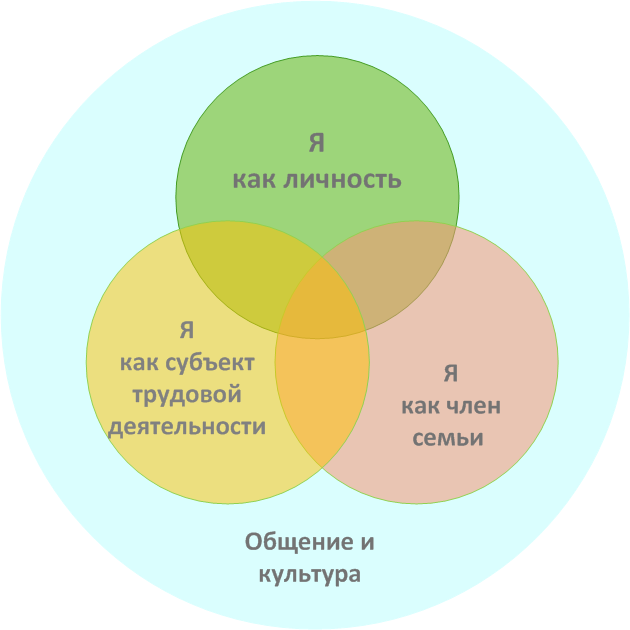 Я
как личность
Я
как субъект
трудовой
деятельности
Я
как член
семьи
Общение и
культура